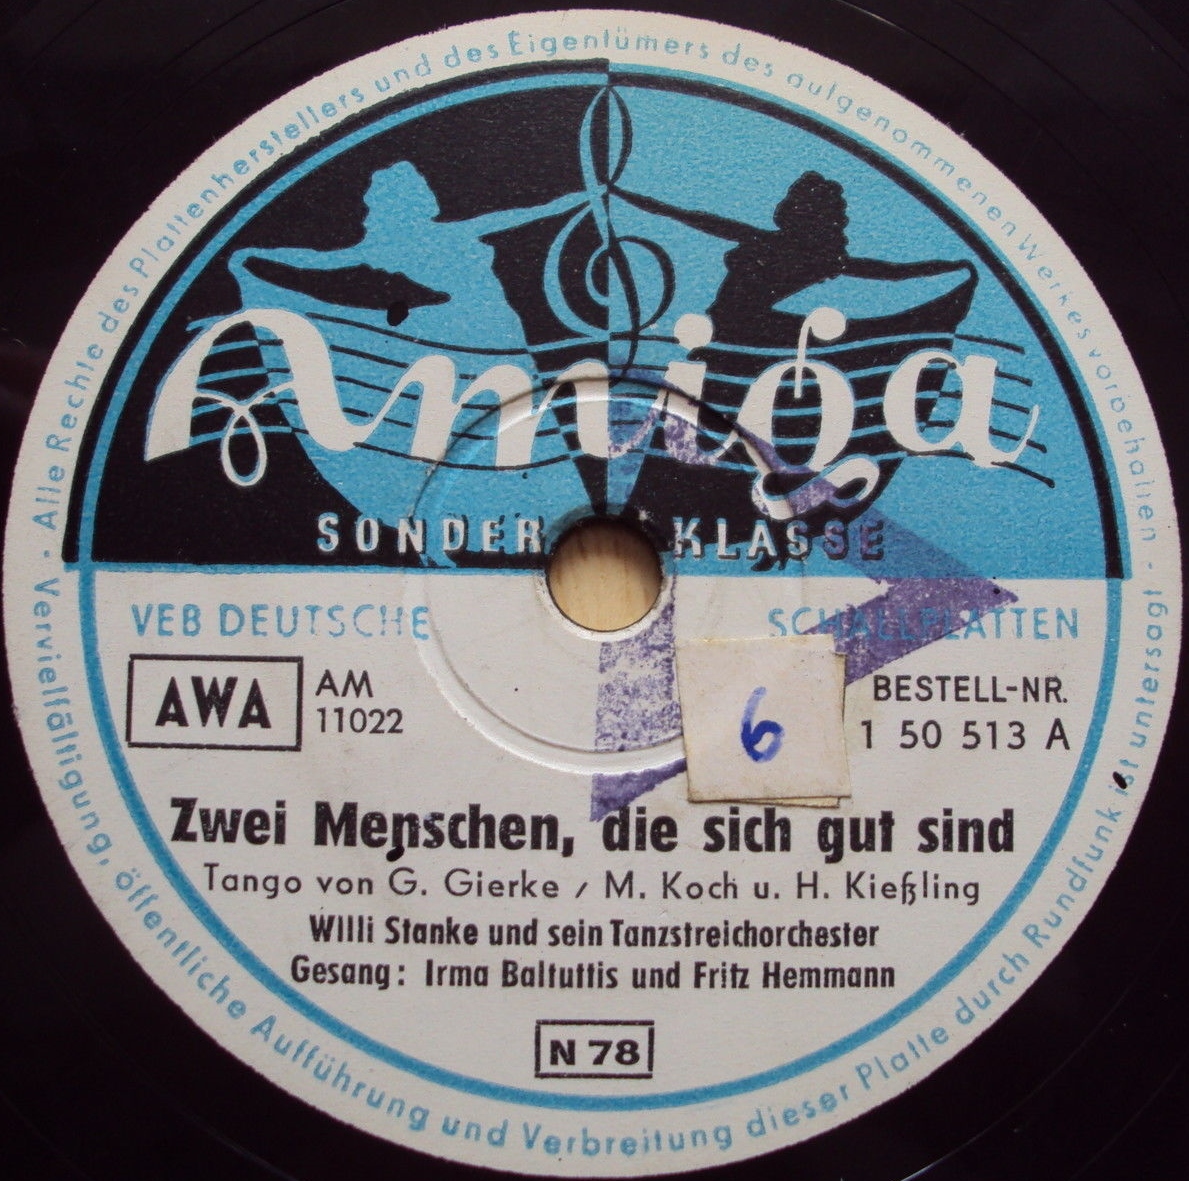 Alle Rechte des Plattenherstellers und des Eigentümers des aufgenommenen Werkes vorbehalten - Vervielfältigung, öffentliche Aufführung und Verbreitung dieser Platte durch Rundfunk ist untersagt -
Amiga
SONDER KLASSE
VEB DEUTSCHE SCHALLPLATTEN
AWA
AM
11022
6
BESTELL-NR.
1 50 513 A
Zwei Menschen, die sich gut sind
Tango von G. Gierke / M. Koch u. H. Kießling
Willi Stanke und sein Tanzstreichorchester
Gesang: Irma Baltuttis und Fritz Hemmann
N 78